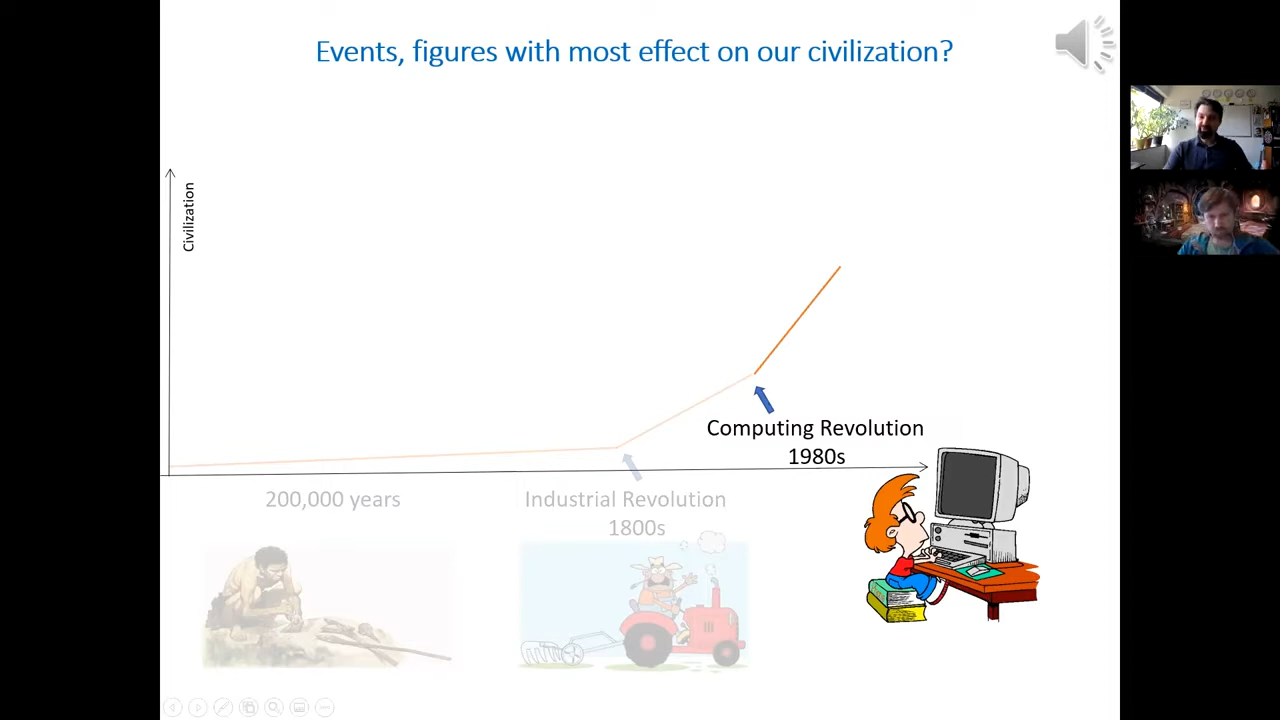 Events, figures with most effect on our civilization?
Civilization
Computing Revolution
1980s
200,000 years
Industrial Revolution
1800s